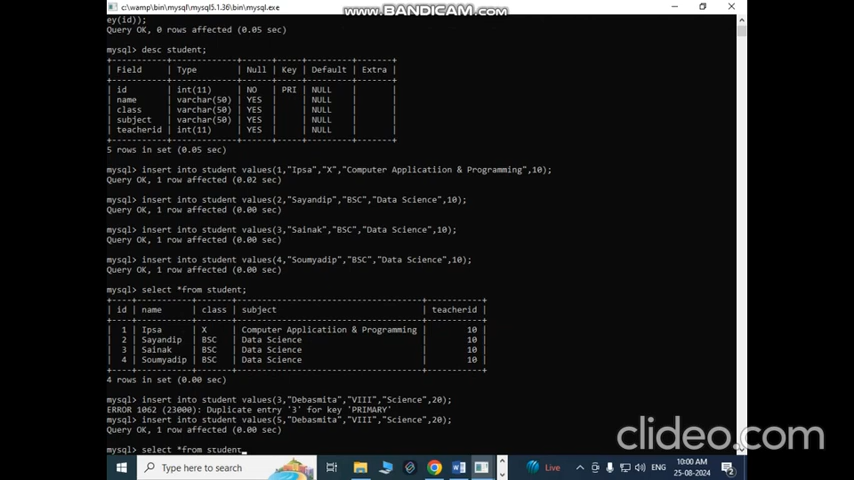 c:\wamp\bin\mysql\mysql5.1.36\bin\mysql.exe
www.BANDICAM.com
ey(id));
Query OK, 0 rows affected (0.05 sec)
mysql> desc student;
+-----------+-------------+------+-----+---------+-------+
| Field     | Type        | Null | Key | Default | Extra |
+-----------+-------------+------+-----+---------+-------+
| id        | int(11)     | NO   | PRI | NULL    |       |
| name      | varchar(50) | YES  |     | NULL    |       |
| class     | varchar(50) | YES  |     | NULL    |       |
| subject   | varchar(50) | YES  |     | NULL    |       |
| teacherid | int(11)     | YES  |     | NULL    |       |
+-----------+-------------+------+-----+---------+-------+
5 rows in set (0.05 sec)
mysql> insert into student values(1,"Ipsa","X","Computer Applicatiion & Programming",10);
Query OK, 1 row affected (0.02 sec)
mysql> insert into student values(2,"Sayandip","BSC","Data Science",10);
Query OK, 1 row affected (0.00 sec)
mysql> insert into student values(3,"Sainak","BSC","Data Science",10);
Query OK, 1 row affected (0.00 sec)
mysql> insert into student values(4,"Soumyadip","BSC","Data Science",10);
Query OK, 1 row affected (0.00 sec)
mysql> select *from student;
+----+-----------+-------+-------------------------------------+-----------+
| id | name      | class | subject                             | teacherid |
+----+-----------+-------+-------------------------------------+-----------+
|  1 | Ipsa      | X     | Computer Applicatiion & Programming |        10 |
|  2 | Sayandip  | BSC   | Data Science                        |        10 |
|  3 | Sainak    | BSC   | Data Science                        |        10 |
|  4 | Soumyadip | BSC   | Data Science                        |        10 |
+----+-----------+-------+-------------------------------------+-----------+
4 rows in set (0.00 sec)
mysql> insert into student values(3,"Debasmita","VIII","Science",20);
ERROR 1062 (23000): Duplicate entry '3' for key 'PRIMARY'
mysql> insert into student values(5,"Debasmita","VIII","Science",20);
Query OK, 1 row affected (0.00 sec)
mysql> select *from student
clideo.com
Type here to search
Live
ENG
10:00 AM
25-08-2024
2